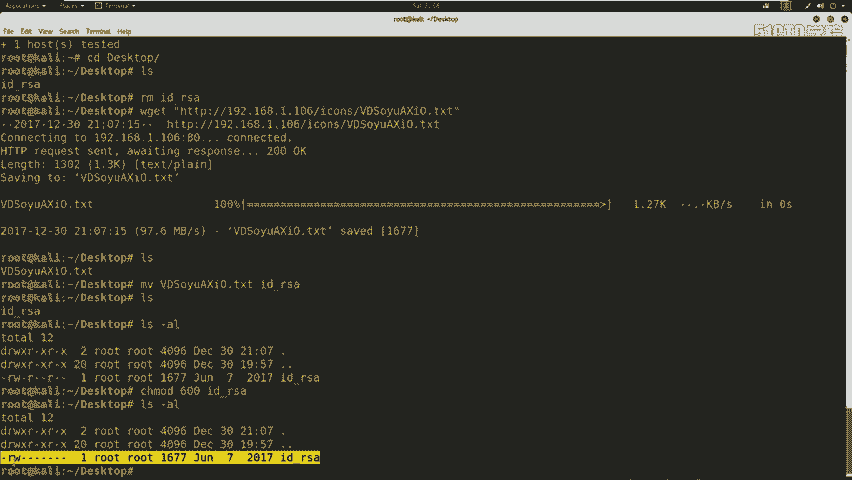 Applications Places Terminal
root@kali: ~/Desktop
File Edit View Search Terminal Help
+ 1 host(s) tested
root@kali:~# cd Desktop/
root@kali:~/Desktop# ls
id_rsa
root@kali:~/Desktop# rm id_rsa
root@kali:~/Desktop# wget "http://192.168.1.106/icons/VDSoyuAXiO.txt"
--2017-12-30 21:07:15-- http://192.168.1.106/icons/VDSoyuAXiO.txt
Connecting to 192.168.1.106:80... connected.
HTTP request sent, awaiting response... 200 OK
Length: 1677 (1.6K) [text/plain]
Saving to: ‘VDSoyuAXiO.txt’
VDSoyuAXiO.txt 100%[===================================================>] in 0s
2017-12-30 21:07:15 (97.6 MB/s) - ‘VDSoyuAXiO.txt’ saved [1677]
root@kali:~/Desktop# ls
VDSoyuAXiO.txt
root@kali:~/Desktop# mv VDSoyuAXiO.txt id_rsa
root@kali:~/Desktop# ls
id_rsa
root@kali:~/Desktop# ls -al
total 12
drwxr-xr-x 2 root root 4096 Dec 30 21:07 .
drwxr-xr-x 20 root root 4096 Dec 30 19:57 ..
-rw-r--r-- 1 root root 1677 Jun 7 2017 id_rsa
root@kali:~/Desktop# chmod 600 id_rsa
root@kali:~/Desktop# ls -al
total 12
drwxr-xr-x 2 root root 4096 Dec 30 21:07 .
drwxr-xr-x 20 root root 4096 Dec 30 19:57 ..
-rw------- 1 root root 1677 Jun 7 2017 id_rsa
root@kali:~/Desktop#